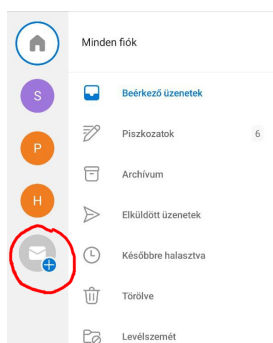 Minden fiók
S
Beérkező üzenetek
Piszkozatok 6
P
Archívum
H
Elküldött üzenetek
Későbbre halasztva
Törölve
Levélszemét